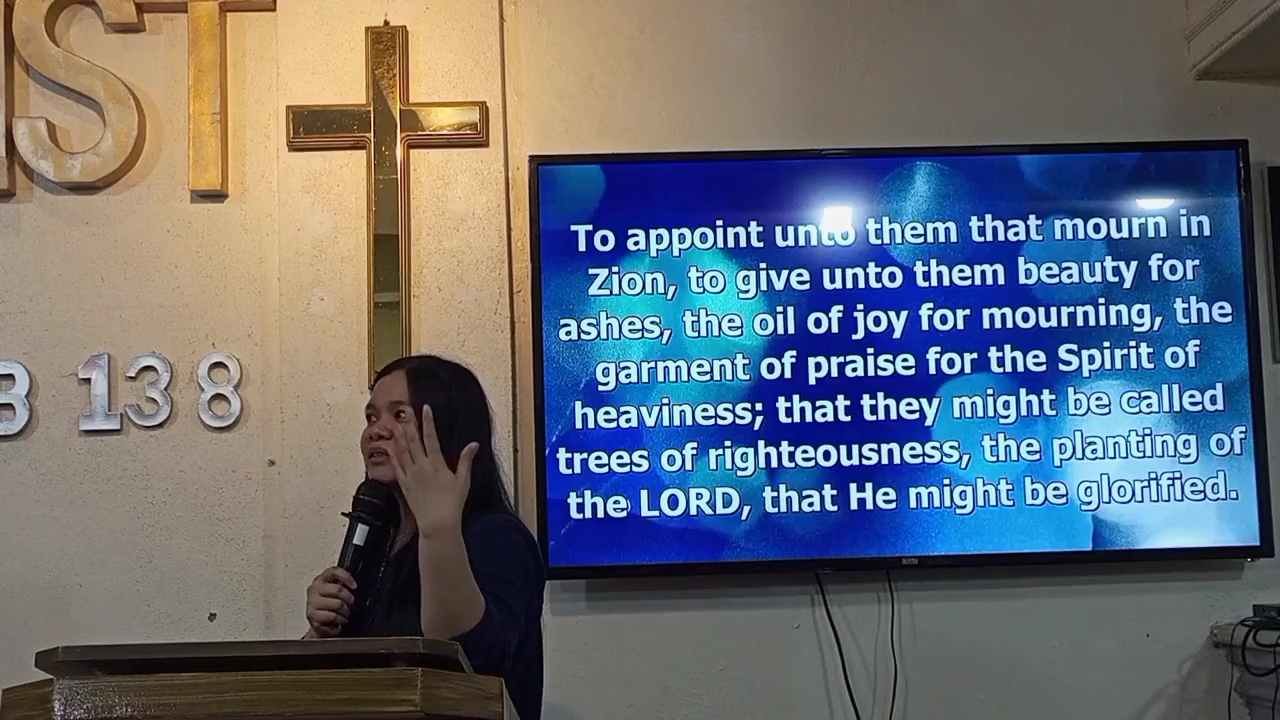 IST
B 138
To appoint unto them that mourn in
Zion, to give unto them beauty for
ashes, the oil of joy for mourning, the
garment of praise for the Spirit of
heaviness; that they might be called
trees of righteousness, the planting of
the LORD, that He might be glorified.